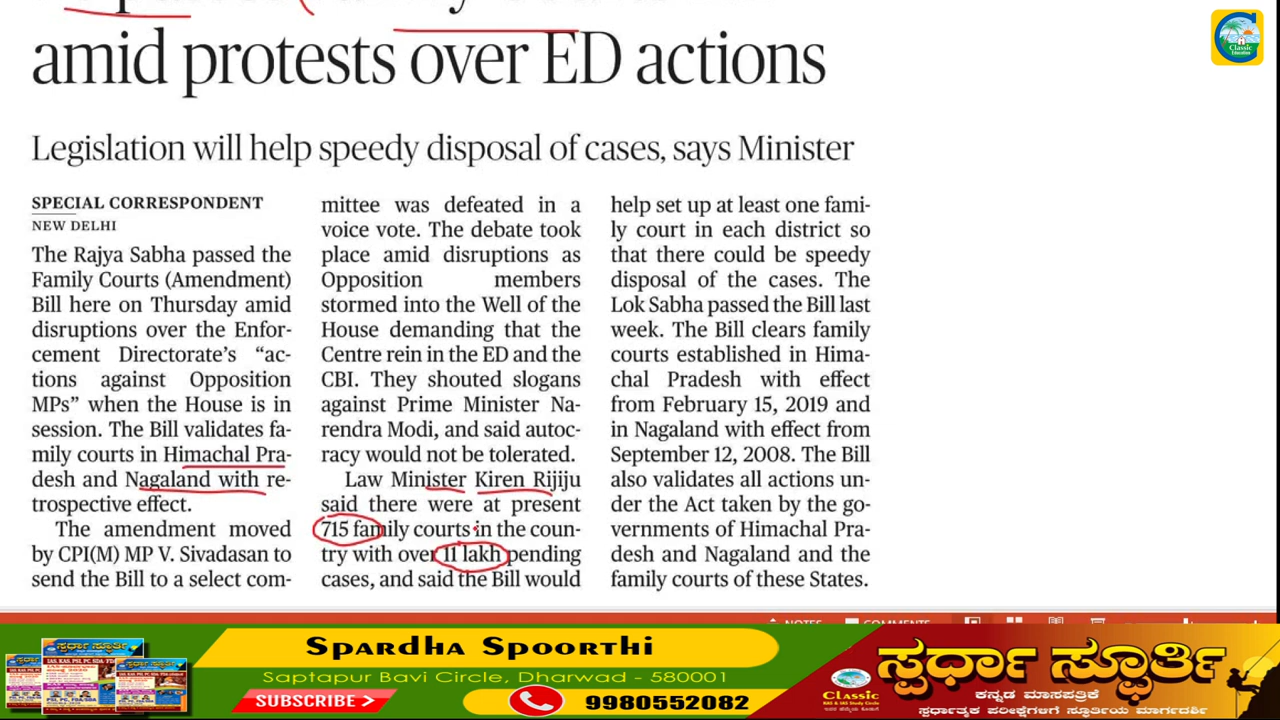 amid protests over ED actions
Legislation will help speedy disposal of cases, says Minister
SPECIAL CORRESPONDENT
NEW DELHI
The Rajya Sabha passed the
Family Courts (Amendment)
Bill here on Thursday amid
disruptions over the Enfor-
cement Directorate's “ac-
tions against Opposition
MPs” when the House is in
session. The Bill validates fa-
mily courts in Himachal Pra-
desh and Nagaland with re-
trospective effect.
The amendment moved
by CPI(M) MP V. Sivadasan to
send the Bill to a select com-
mittee was defeated in a
voice vote. The debate took
place amid disruptions as
Opposition members
stormed into the Well of the
House demanding that the
Centre rein in the ED and the
CBI. They shouted slogans
against Prime Minister Na-
rendra Modi, and said autoc-
racy would not be tolerated.
Law Minister Kiren Rijiju
said there were at present
715 family courts in the coun-
try with over 11 lakh pending
cases, and said the Bill would
help set up at least one fami-
ly court in each district so
that there could be speedy
disposal of the cases. The
Lok Sabha passed the Bill last
week. The Bill clears family
courts established in Hima-
chal Pradesh with effect
from February 15, 2019 and
in Nagaland with effect from
September 12, 2008. The Bill
also validates all actions un-
der the Act taken by the go-
vernments of Himachal Pra-
desh and Nagaland and the
family courts of these States.
Classic
Education
NOTES COMMENTS
ಸ್ಪರ್ಧಾ ಸ್ಫೂರ್ತಿ
SPARDHA SPOORTHI
Saptapur Bavi Circle, Dharwad - 580001
SUBSCRIBE
9980552082
Classic
ಸ್ಪರ್ಧಾ ಸ್ಫೂರ್ತಿ
ಕನ್ನಡ ಮಾಸಪತ್ರಿಕೆ
ಸ್ಪರ್ಧಾತ್ಮಕ ಪರೀಕ್ಷೆಗಳಿಗೆ ಸ್ಫೂರ್ತಿಯ ಮಾರ್ಗದರ್ಶಿ